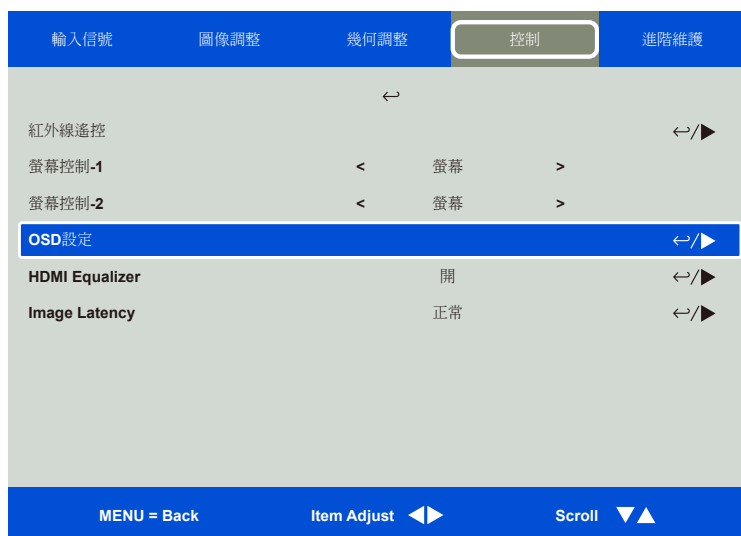 輸入信號 圖像調整 幾何調整 控制 進階維護
↩
紅外線遙控 ↩/▶
螢幕控制-1 < 螢幕 >
螢幕控制-2 < 螢幕 >
OSD設定 ↩/▶
HDMI Equalizer 開 ↩/▶
Image Latency 正常 ↩/▶
MENU = Back Item Adjust ◀▶ Scroll ▼▲